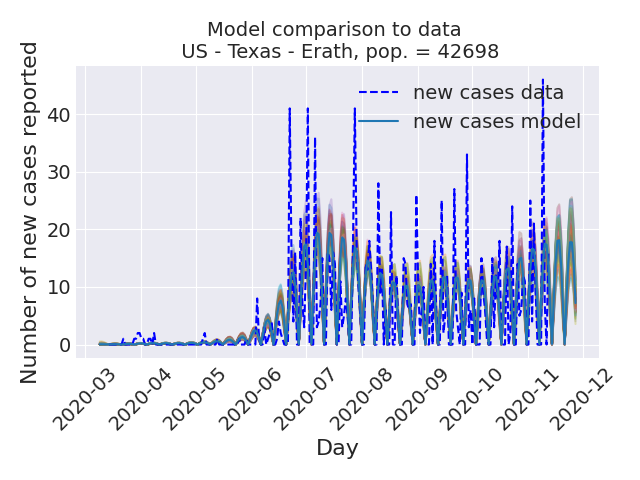 Model comparison to data
US - Texas - Erath, pop. = 42698
new cases data
new cases model
Number of new cases reported
40
30
20
10
0
2020-03
2020-04
2020-05
2020-06
2020-07
2020-08
2020-09
2020-10
2020-11
2020-12
Day